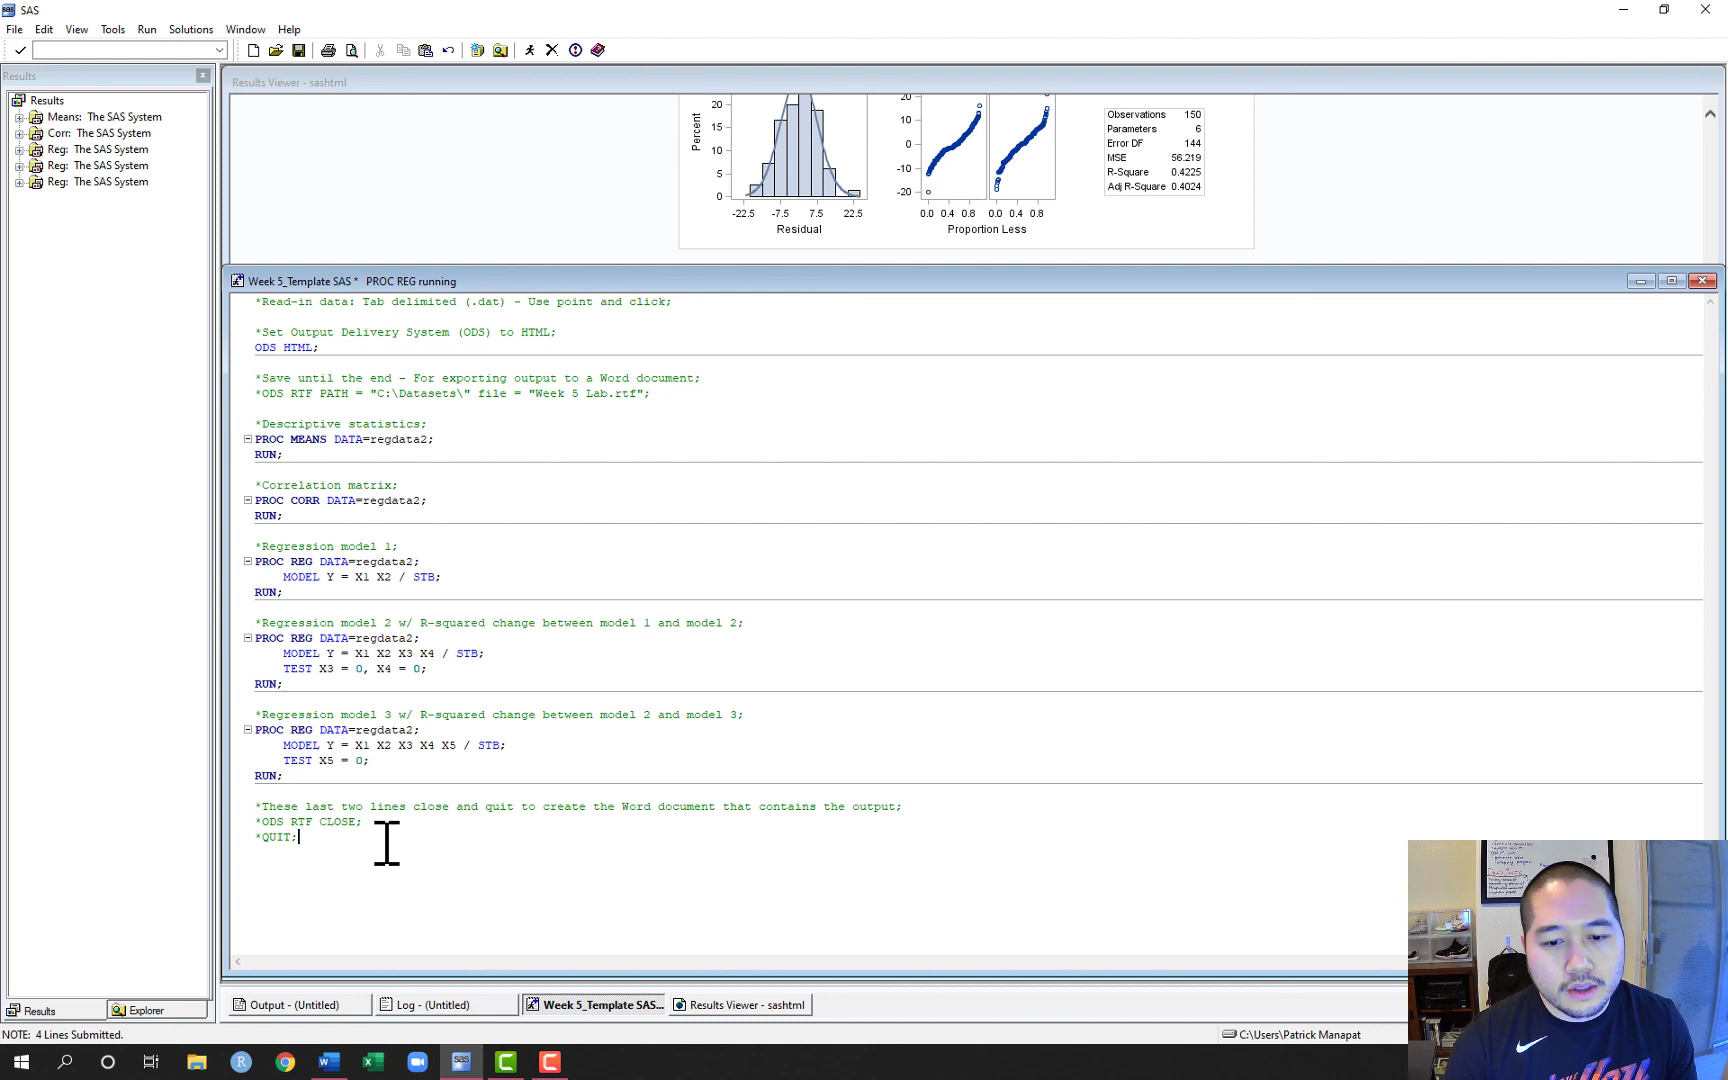 SAS
File Edit View Tools Run Solutions Window Help
Results
Results Viewer - sashtml
Results
Means: The SAS System
Corr: The SAS System
Reg: The SAS System
Reg: The SAS System
Reg: The SAS System
Percent
20
15
10
5
0
-22.5 -7.5 7.5 22.5
Residual
20
10
0
-10
-20
0.0 0.4 0.8 0.0 0.4 0.8
Proportion Less
Observations 150
Parameters 6
Error DF 144
MSE 56.219
R-Square 0.4225
Adj R-Square 0.4024
Week 5_Template SAS * PROC REG running
*Read-in data: Tab delimited (.dat) - Use point and click;
*Set Output Delivery System (ODS) to HTML;
ODS HTML;
*Save until the end - For exporting output to a Word document;
*ODS RTF PATH = "C:\Datasets\" file = "Week 5 Lab.rtf";
*Descriptive statistics;
PROC MEANS DATA=regdata2;
RUN;
*Correlation matrix;
PROC CORR DATA=regdata2;
RUN;
*Regression model 1;
PROC REG DATA=regdata2;
MODEL Y = X1 X2 / STB;
RUN;
*Regression model 2 w/ R-squared change between model 1 and model 2;
PROC REG DATA=regdata2;
MODEL Y = X1 X2 X3 X4 / STB;
TEST X3 = 0, X4 = 0;
RUN;
*Regression model 3 w/ R-squared change between model 2 and model 3;
PROC REG DATA=regdata2;
MODEL Y = X1 X2 X3 X4 X5 / STB;
TEST X5 = 0;
RUN;
*These last two lines close and quit to create the Word document that contains the output;
*ODS RTF CLOSE;
*QUIT;
Results Explorer
Output - (Untitled) Log - (Untitled) Week 5_Template SAS... Results Viewer - sashtml
NOTE: 4 Lines Submitted.
C:\Users\Patrick Manapat